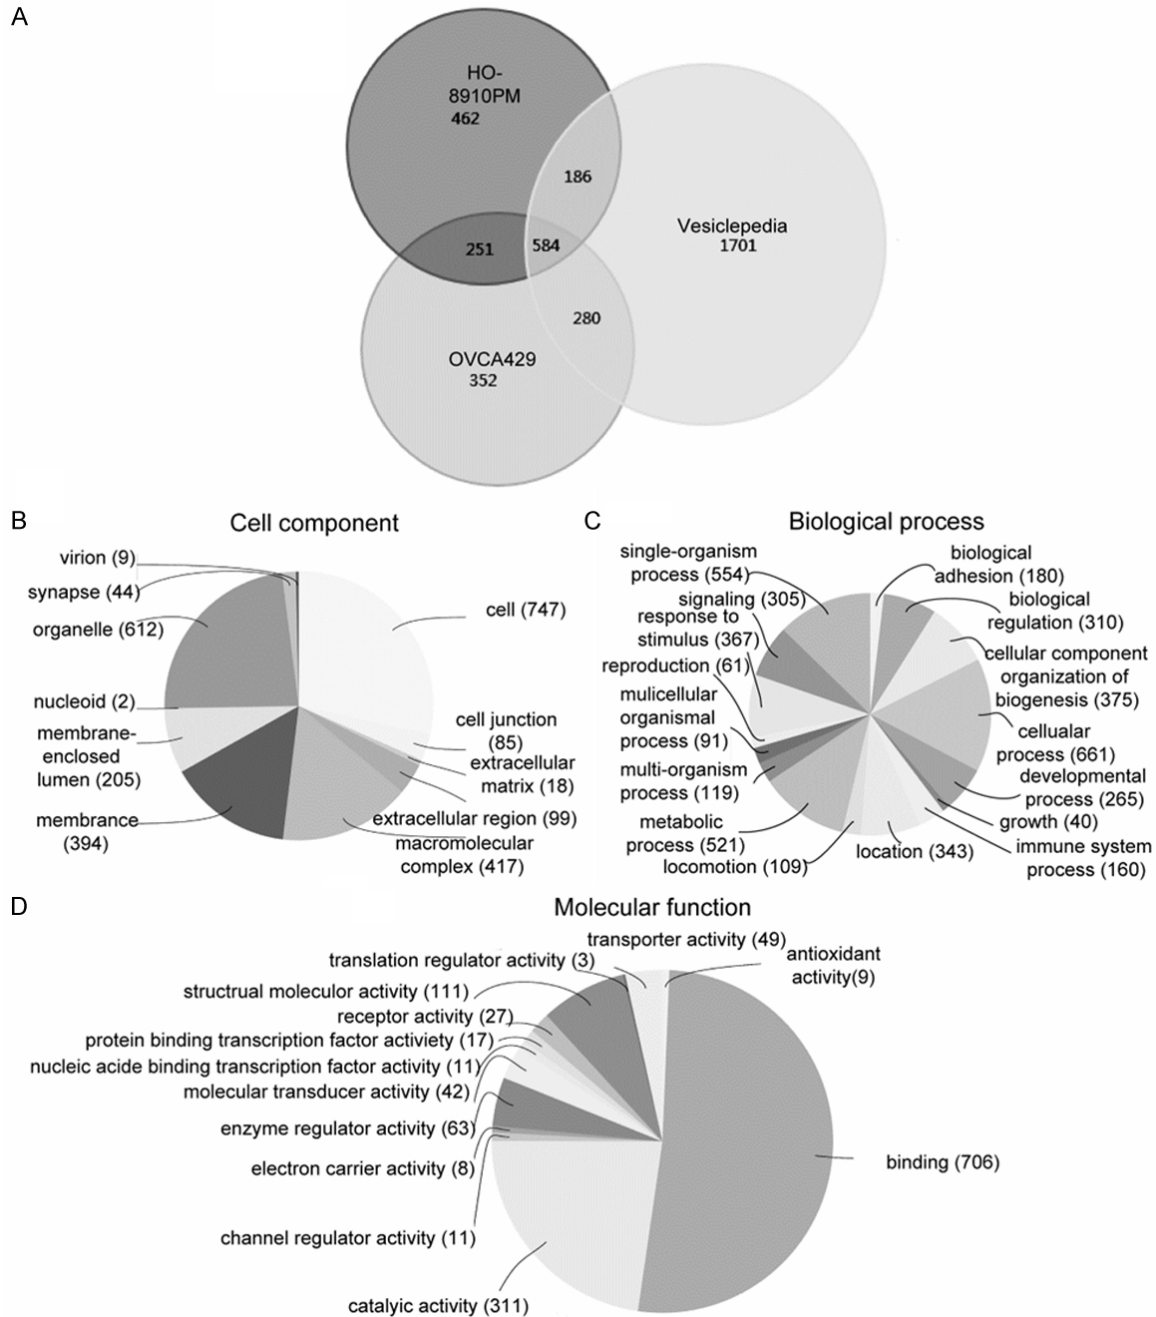 A
HO-
8910PM
462
186
Vesiclepedia
1701
251
584
280
OVCA429
352
B
Cell component
virion (9)
synapse (44)
organelle (612)
nucleoid (2)
membrane-
enclosed
lumen (205)
membrance
(394)
cell (747)
cell junction
(85)
extracellular
matrix (18)
extracellular region (99)
macromolecular
complex (417)
C
Biological process
single-organism
process (554)
signaling (305)
response to
stimulus (367)
reproduction (61)
mulicellular
organismal
process (91)
multi-organism
process (119)
metabolic
process (521)
locomotion (109)
location (343)
biological
adhesion (180)
biological
regulation (310)
cellular component
organization of
biogenesis (375)
cellualar
process (661)
developmental
process (265)
growth (40)
immune system
process (160)
D
Molecular function
transporter activity (49)
translation regulator activity (3)
structrual moleculor activity (111)
receptor activity (27)
protein binding transcription factor activiety (17)
nucleic acide binding transcription factor activity (11)
molecular transducer activity (42)
enzyme regulator activity (63)
electron carrier activity (8)
channel regulator activity (11)
catalyic activity (311)
antioxidant
activity(9)
binding (706)